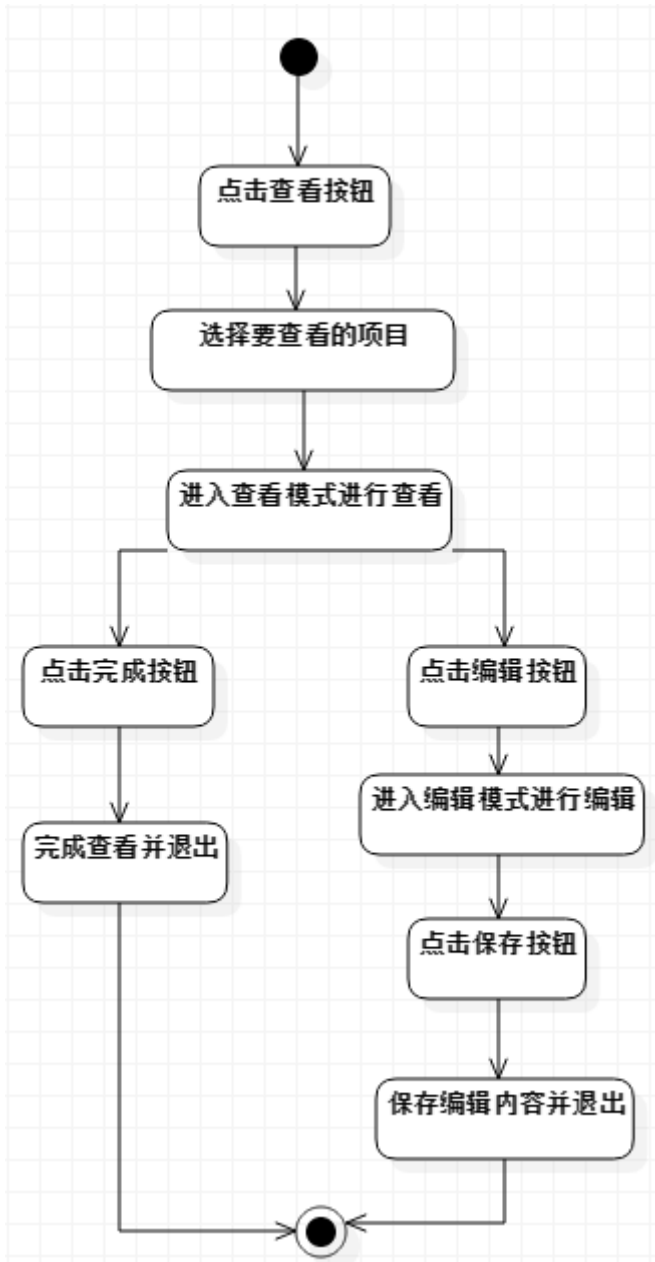 点击查看按钮
选择要查看的项目
进入查看模式进行查看
点击完成按钮
点击编辑按钮
进入编辑模式进行编辑
完成查看并退出
点击保存按钮
保存编辑内容并退出